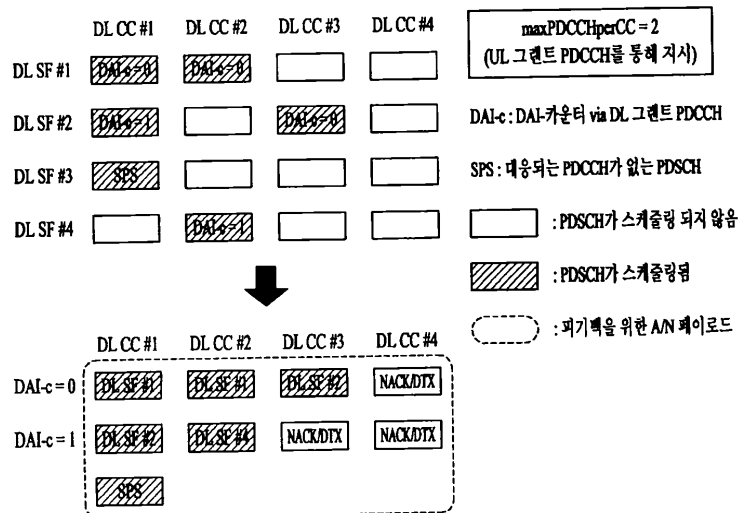 DL CC #1 DL CC #2 DL CC #3 DL CC #4
DL SF #1 DAI-c=0 DAI-c=0
DL SF #2 DAI-c=1 DAI-c=0
DL SF #3 SPS
DL SF #4 DAI-c=1
maxPDCCHperCC = 2
(UL 그랜트 PDCCH를 통해 지시)
DAI-c : DAI-카운터 via DL 그랜트 PDCCH
SPS : 대응되는 PDCCH가 없는 PDSCH
: PDSCH가 스케줄링 되지 않음
: PDSCH가 스케줄링됨
: 피기백을 위한 A/N 페이로드
DL CC #1 DL CC #2 DL CC #3 DL CC #4
DAI-c = 0 DL SF #1 DL SF #1 DL SF #2 NACK/DTX
DAI-c = 1 DL SF #2 DL SF #4 NACK/DTX NACK/DTX
SPS